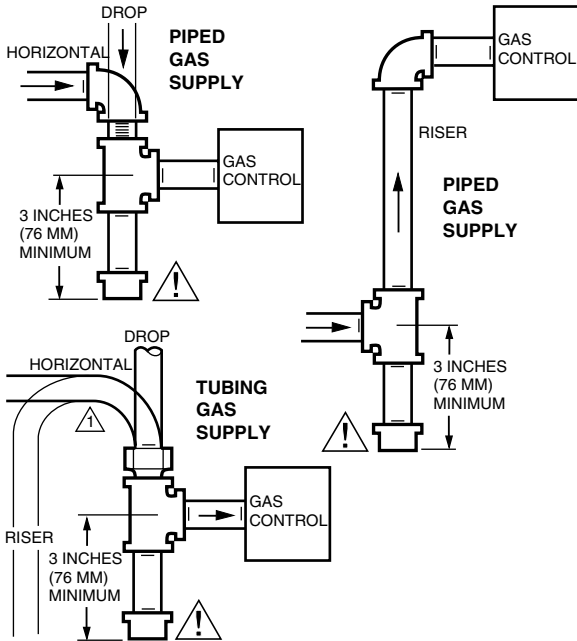 DROP
HORIZONTAL
PIPED
GAS
SUPPLY
GAS
CONTROL
3 INCHES
(76 MM)
MINIMUM
!
GAS
CONTROL
RISER
PIPED
GAS
SUPPLY
3 INCHES
(76 MM)
MINIMUM
!
DROP
HORIZONTAL
1
TUBING
GAS
SUPPLY
GAS
CONTROL
RISER
3 INCHES
(76 MM)
MINIMUM
!